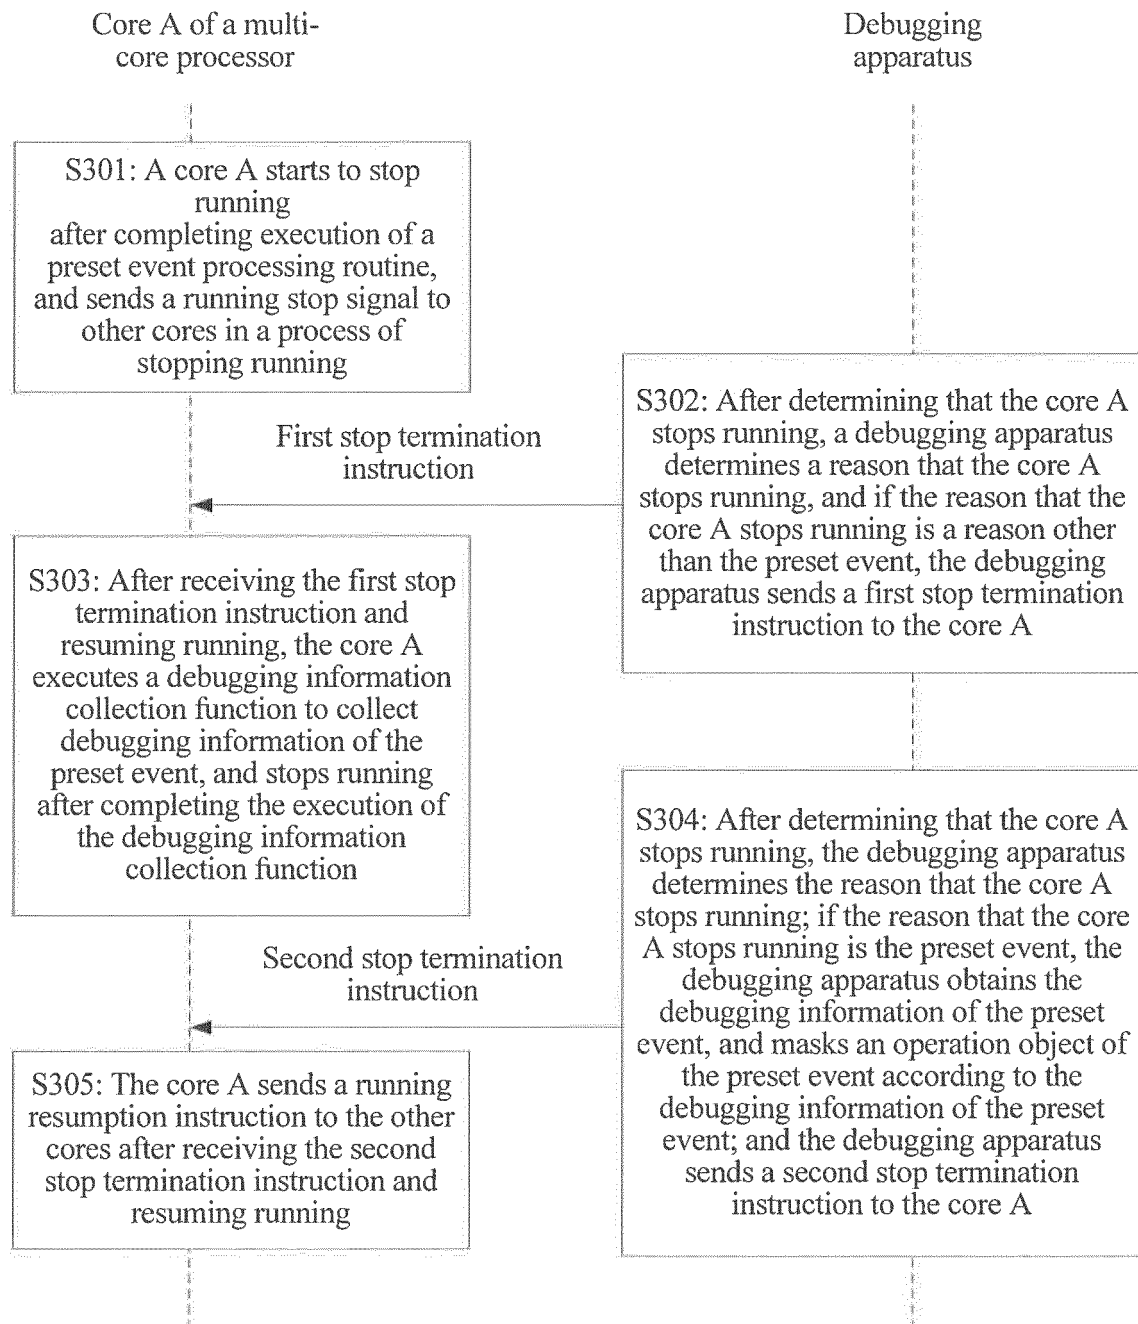 Core A of a multi-
core processor
Debugging
apparatus
S301: A core A starts to stop
running
after completing execution of a
preset event processing routine,
and sends a running stop signal to
other cores in a process of
stopping running
S302: After determining that the core A
stops running, a debugging apparatus
determines a reason that the core A
stops running, and if the reason that the
core A stops running is a reason other
than the preset event, the debugging
apparatus sends a first stop termination
instruction to the core A
First stop termination
instruction
S303: After receiving the first stop
termination instruction and
resuming running, the core A
executes a debugging information
collection function to collect
debugging information of the
preset event, and stops running
after completing the execution of
the debugging information
collection function
S304: After determining that the core A
stops running, the debugging apparatus
determines the reason that the core A
stops running; if the reason that the core
A stops running is the preset event, the
debugging apparatus obtains the
debugging information of the preset
event, and masks an operation object of
the preset event according to the
debugging information of the preset
event; and the debugging apparatus
sends a second stop termination
instruction to the core A
Second stop termination
instruction
S305: The core A sends a running
resumption instruction to the other
cores after receiving the second
stop termination instruction and
resuming running